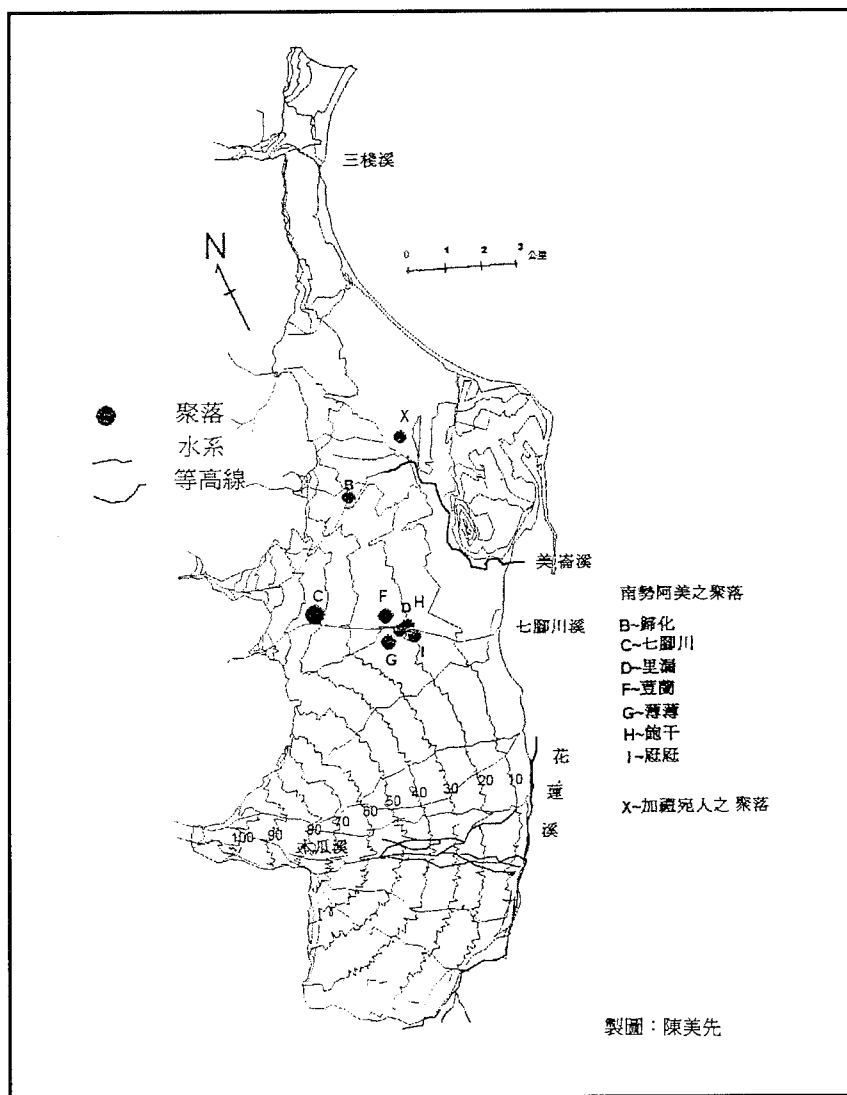 三棧溪
N
0 1 2 3 公里
聚落
水系
等高線
X
B
美崙溪
C
F
D
H
G
I
七腳川溪
南勢阿美之聚落
B~歸化
C~七腳川
D~里漏
F~荳蘭
G~薄薄
H~飽干
I~屘屘
X~加禮宛人之聚落
花蓮溪
100 90 80 70 60 50 40 30 20 10
木瓜溪
製圖：陳美先